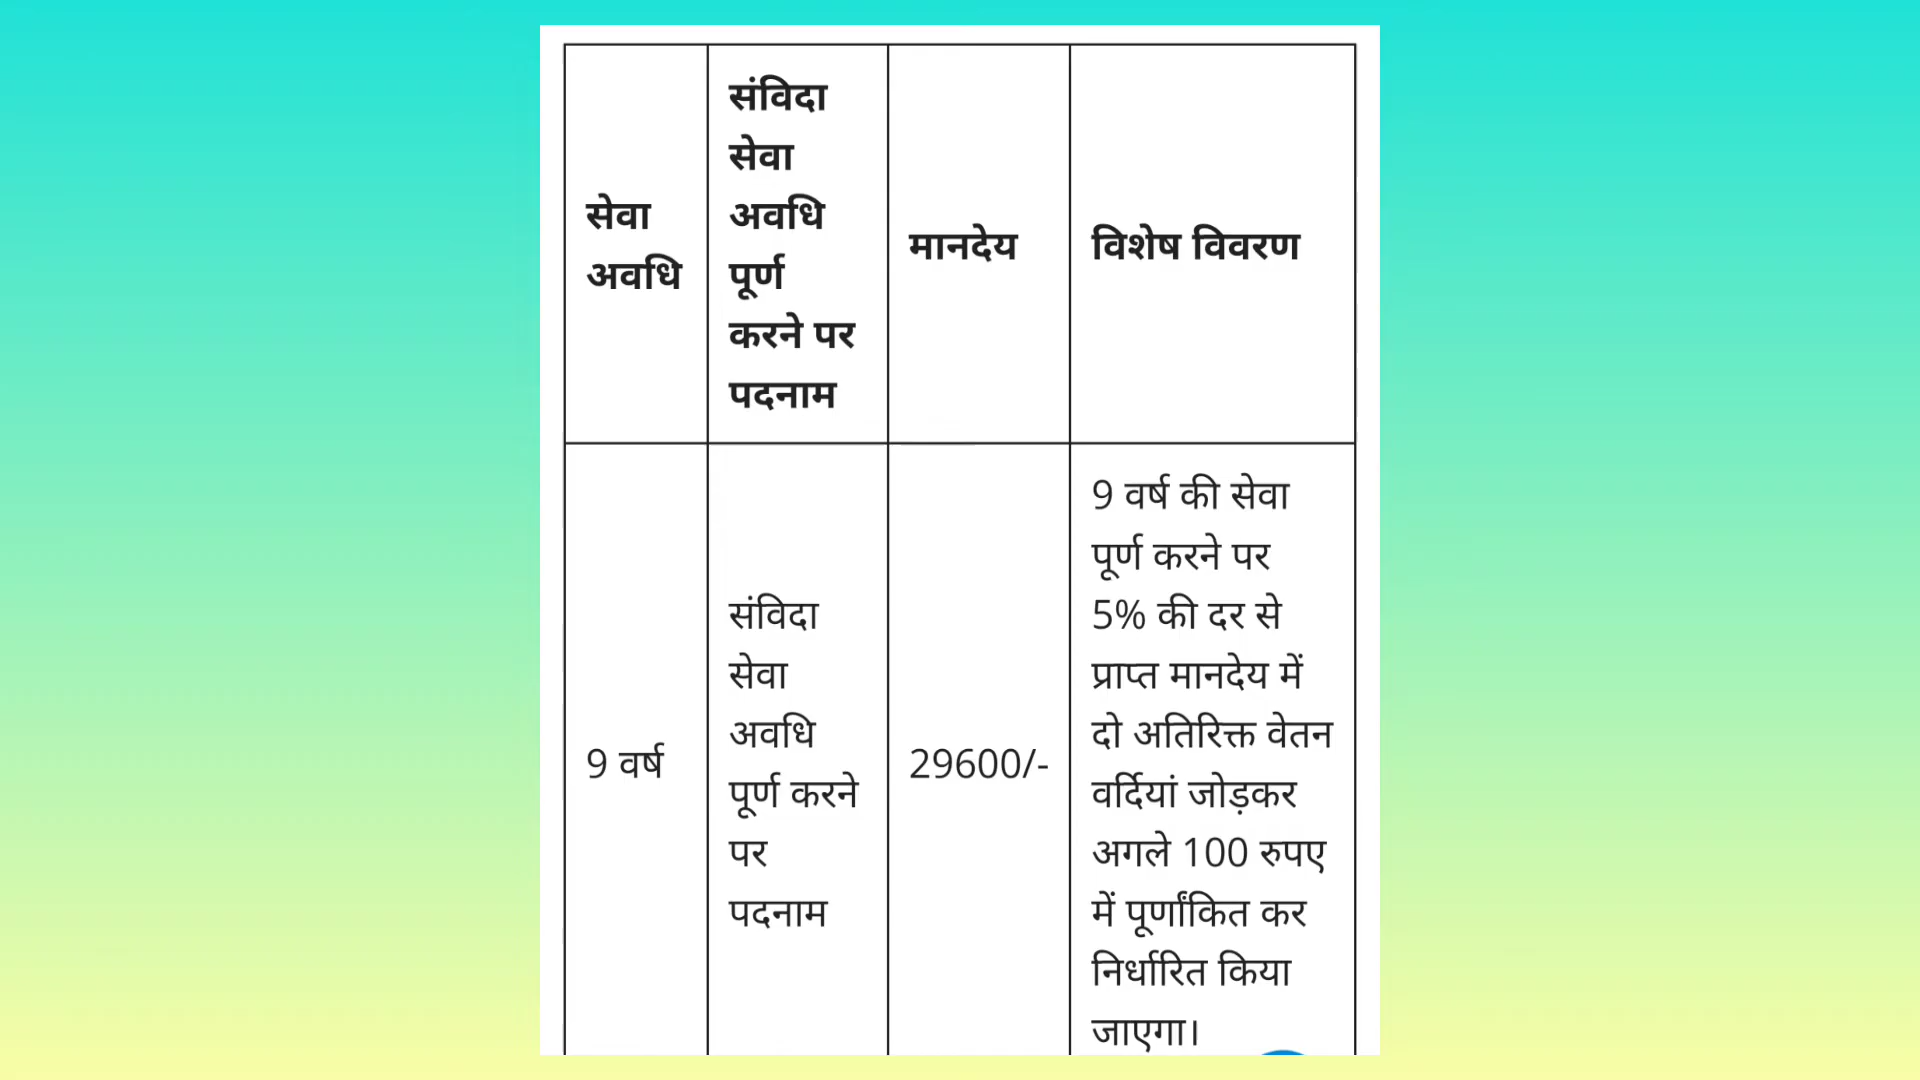 सेवा
अवधि
संविदा
सेवा
अवधि
पूर्ण
करने पर
पदनाम
मानदेय
विशेष विवरण
9 वर्ष
संविदा
सेवा
अवधि
पूर्ण करने
पर
पदनाम
29600/-
9 वर्ष की सेवा
पूर्ण करने पर
5% की दर से
प्राप्त मानदेय में
दो अतिरिक्त वेतन
वर्दियां जोड़कर
अगले 100 रुपए
में पूर्णांकित कर
निर्धारित किया
जाएगा।